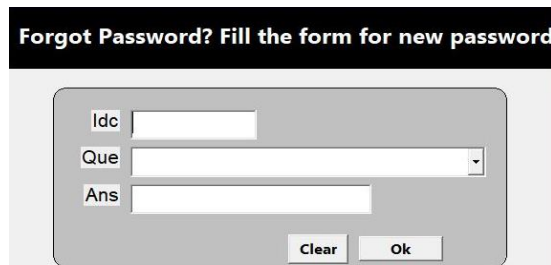 Forgot Password? Fill the form for new password
Idc
Que
Ans
Clear Ok